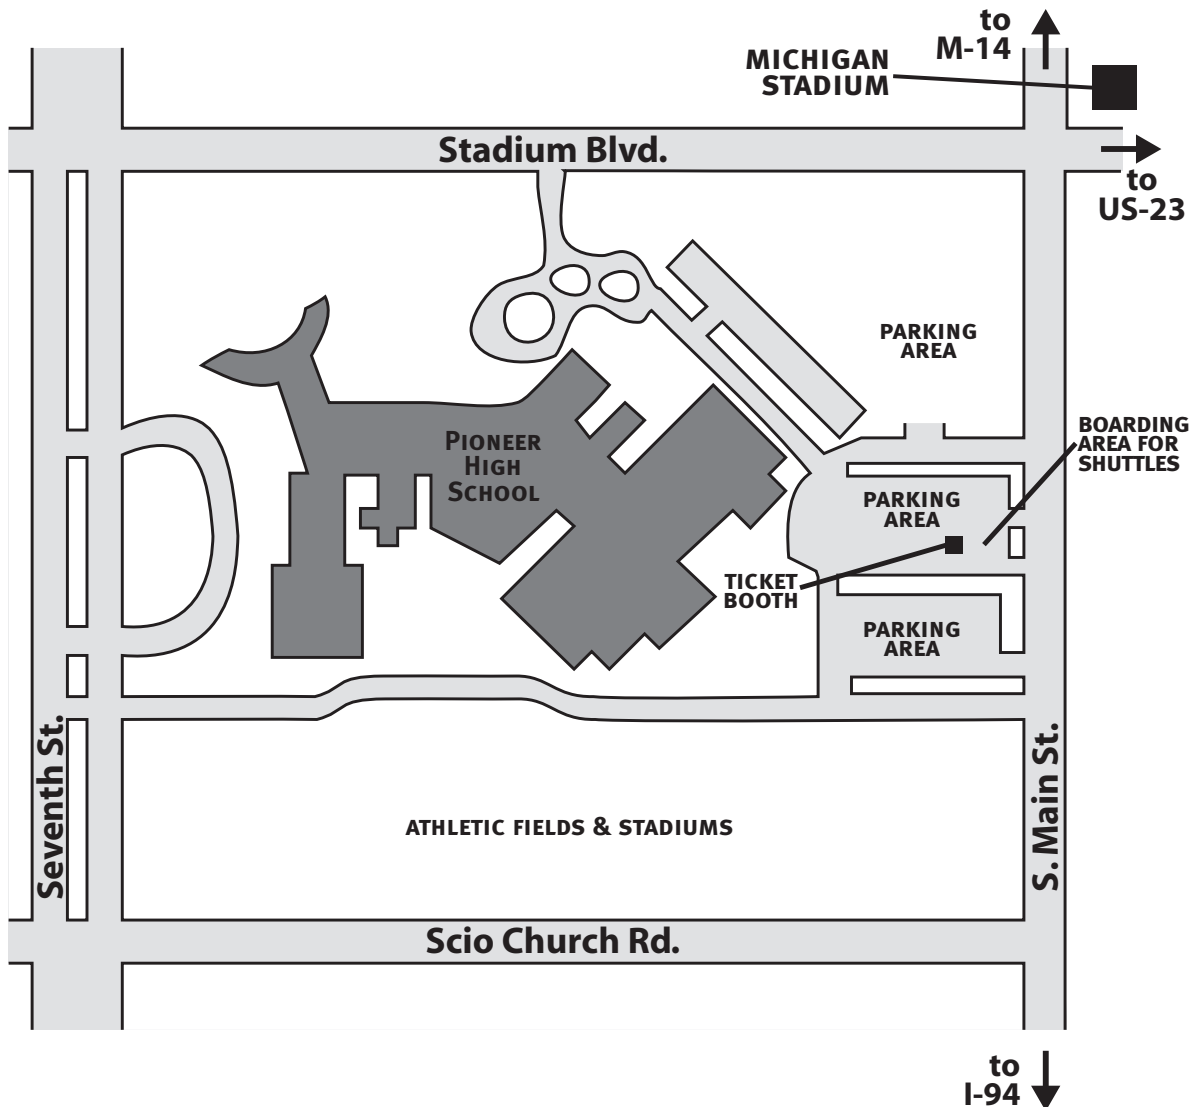 to
M-14
MICHIGAN
STADIUM
Stadium Blvd.
to
US-23
PARKING
AREA
BOARDING
AREA FOR
SHUTTLES
PIONEER
HIGH
SCHOOL
PARKING
AREA
TICKET
BOOTH
PARKING
AREA
Seventh St.
S. Main St.
ATHLETIC FIELDS & STADIUMS
Scio Church Rd.
to
I-94